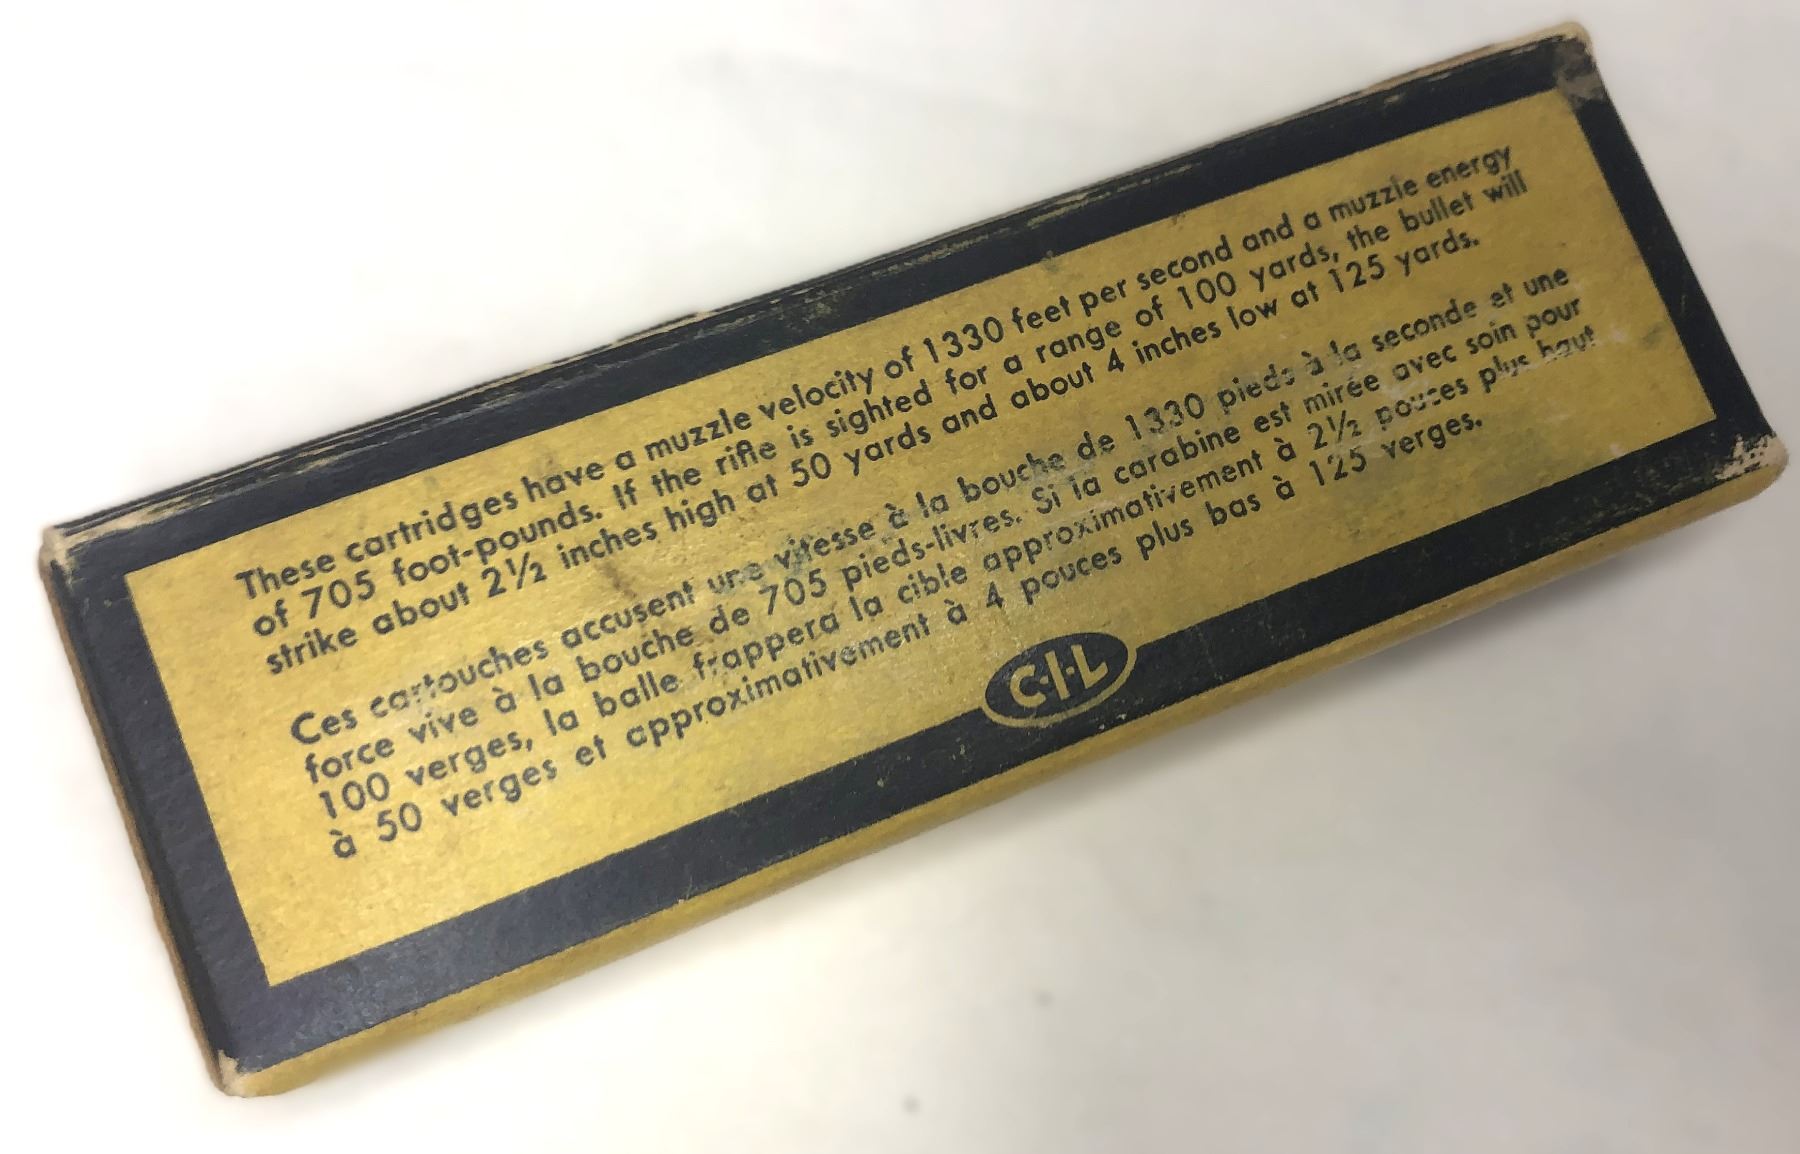 These cartridges have a muzzle velocity of 1330 feet per second and a muzzle energy
of 705 foot-pounds. If the rifle is sighted for a range of 100 yards, the bullet will
strike about 2½ inches high at 50 yards and about 4 inches low at 125 yards.
Ces cartouches accusent une vitesse à la bouche de 1330 pieds à la seconde et une
force vive à la bouche de 705 pieds-livres. Si la carabine est mirée avec soin pour
100 verges, la balle frappera la cible approximativement à 2½ pouces plus haut
à 50 verges et approximativement à 4 pouces plus bas à 125 verges.
C·I·L